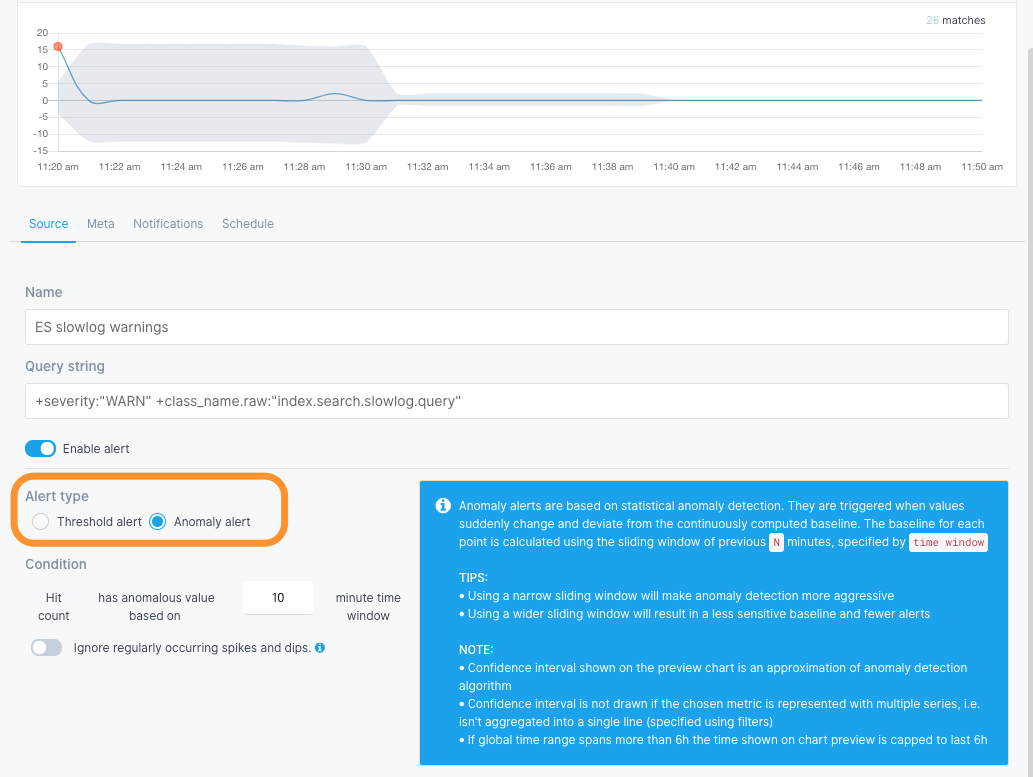 26 matches
20
15
10
5
0
-5
-10
-15
11:20 am 11:22 am 11:24 am 11:26 am 11:28 am 11:30 am 11:32 am 11:34 am 11:36 am 11:38 am 11:40 am 11:42 am 11:44 am 11:46 am 11:48 am 11:50 am
Source Meta Notifications Schedule
Name
ES slowlog warnings
Query string
+severity:"WARN" +class_name.raw:"index.search.slowlog.query"
Enable alert
Alert type
Threshold alert Anomaly alert
Condition
Hit count has anomalous value based on 10 minute time window
Ignore regularly occurring spikes and dips.
Anomaly alerts are based on statistical anomaly detection. They are triggered when values
suddenly change and deviate from the continuously computed baseline. The baseline for each
point is calculated using the sliding window of previous N minutes, specified by time window
TIPS:
• Using a narrow sliding window will make anomaly detection more aggressive
• Using a wider sliding window will result in a less sensitive baseline and fewer alerts
NOTE:
• Confidence interval shown on the preview chart is an approximation of anomaly detection
algorithm
• Confidence interval is not drawn if the chosen metric is represented with multiple series, i.e.
isn't aggregated into a single line (specified using filters)
• If global time range spans more than 6h the time shown on chart preview is capped to last 6h